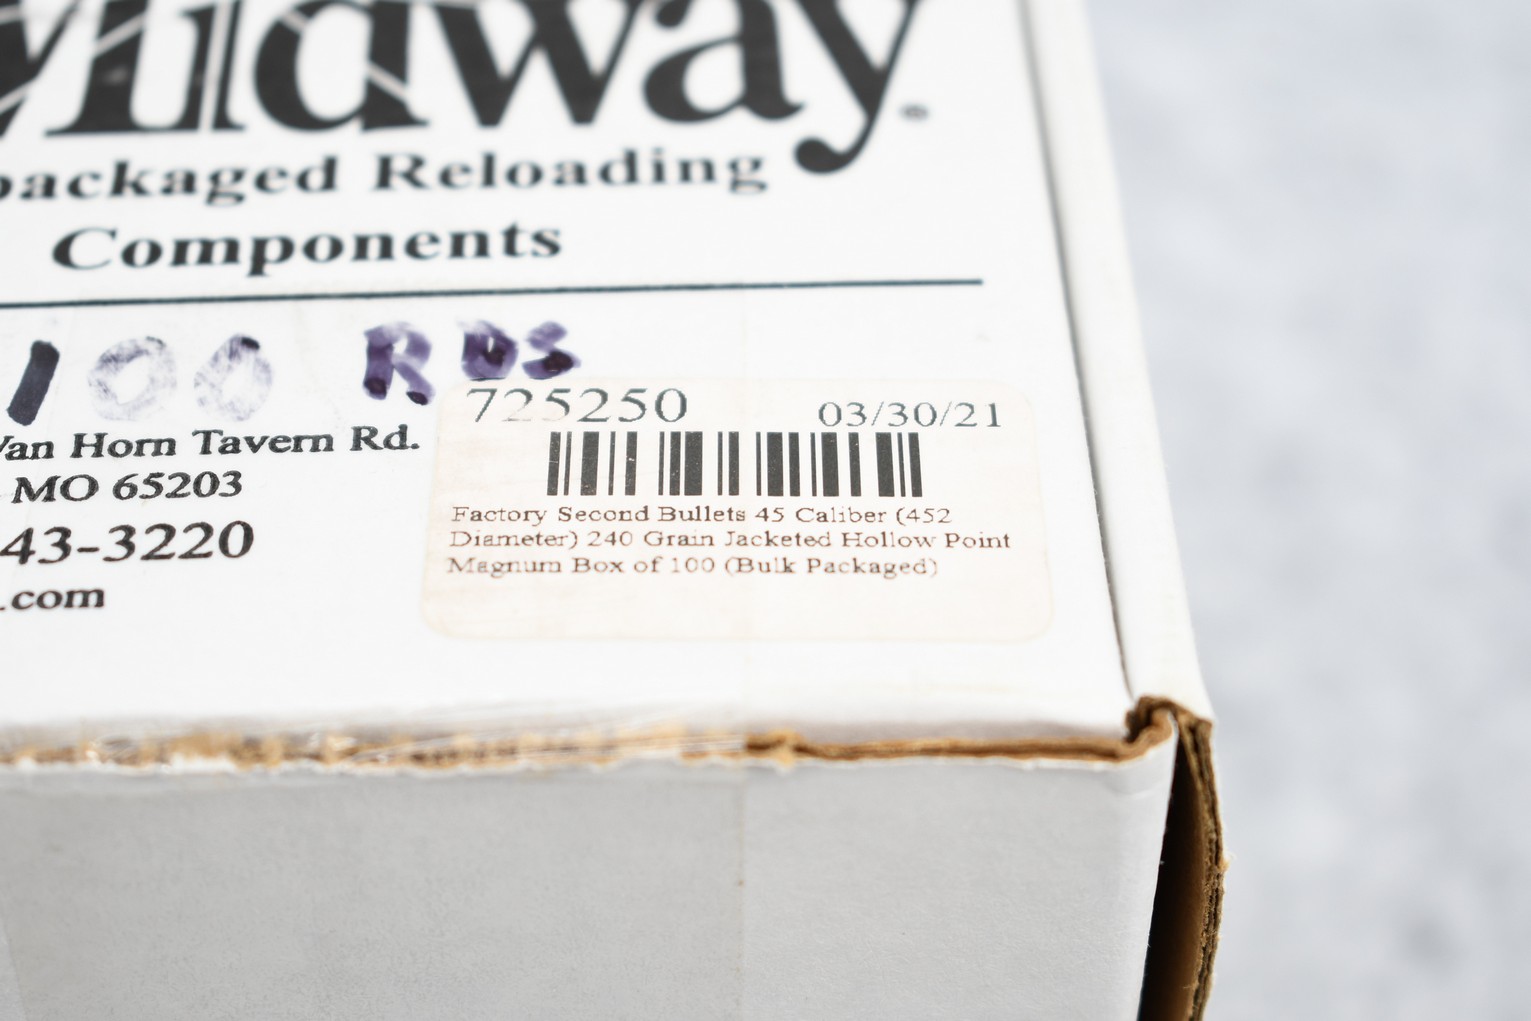 Midway®
packaged Reloading
Components
100 RDS
725250 03/30/21
Van Horn Tavern Rd.
MO 65203
43-3220
.com
Factory Second Bullets 45 Caliber (452
Diameter) 240 Grain Jacketed Hollow Point
Magnum Box of 100 (Bulk Packaged)